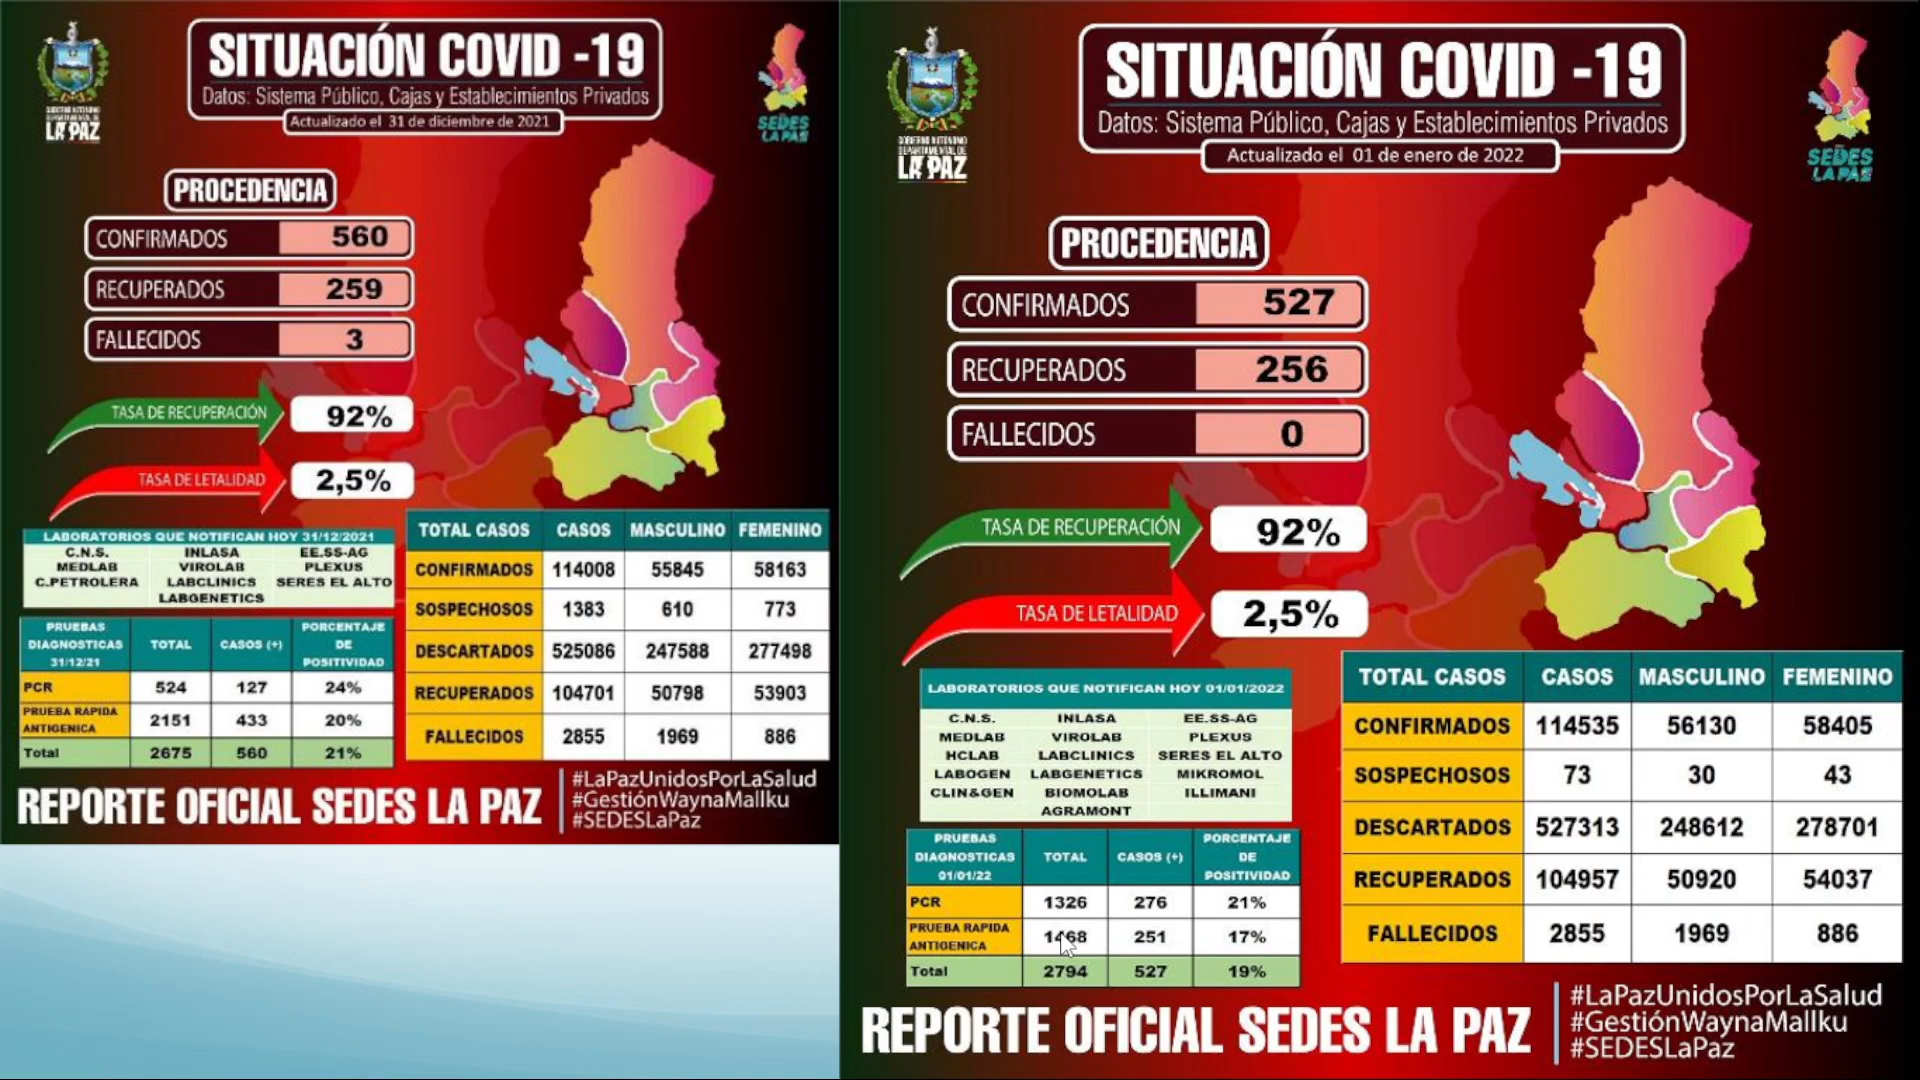 SITUACIÓN COVID -19
Datos: Sistema Público, Cajas y Establecimientos Privados
Actualizado el 31 de diciembre de 2021
GOBIERNO AUTÓNOMO
DEPARTAMENTAL DE
LA PAZ
SEDES
LA PAZ
PROCEDENCIA
CONFIRMADOS 560
RECUPERADOS 259
FALLECIDOS 3
TASA DE RECUPERACIÓN 92%
TASA DE LETALIDAD 2,5%
LABORATORIOS QUE NOTIFICAN HOY 31/12/2021
C.N.S. INLASA EE.SS-AG
MEDLAB VIROLAB PLEXUS
C.PETROLERA LABCLINICS SERES EL ALTO
LABGENETICS
PRUEBAS DIAGNOSTICAS 31/12/21 TOTAL CASOS (+) PORCENTAJE DE POSITIVIDAD
PCR 524 127 24%
PRUEBA RAPIDA ANTIGENICA 2151 433 20%
Total 2675 560 21%
TOTAL CASOS CASOS MASCULINO FEMENINO
CONFIRMADOS 114008 55845 58163
SOSPECHOSOS 1383 610 773
DESCARTADOS 525086 247588 277498
RECUPERADOS 104701 50798 53903
FALLECIDOS 2855 1969 886
REPORTE OFICIAL SEDES LA PAZ
#LaPazUnidosPorLaSalud
#GestiónWaynaMallku
#SEDESLaPaz
SITUACIÓN COVID -19
Datos: Sistema Público, Cajas y Establecimientos Privados
Actualizado el 01 de enero de 2022
GOBIERNO AUTÓNOMO
DEPARTAMENTAL DE
LA PAZ
SEDES
LA PAZ
PROCEDENCIA
CONFIRMADOS 527
RECUPERADOS 256
FALLECIDOS 0
TASA DE RECUPERACIÓN 92%
TASA DE LETALIDAD 2,5%
LABORATORIOS QUE NOTIFICAN HOY 01/01/2022
C.N.S. INLASA EE.SS-AG
MEDLAB VIROLAB PLEXUS
HCLAB LABCLINICS SERES EL ALTO
LABOGEN LABGENETICS MIKROMOL
CLIN&GEN BIOMOLAB ILLIMANI
AGRAMONT
PRUEBAS DIAGNOSTICAS 01/01/22 TOTAL CASOS (+) PORCENTAJE DE POSITIVIDAD
PCR 1326 276 21%
PRUEBA RAPIDA ANTIGENICA 1468 251 17%
Total 2794 527 19%
TOTAL CASOS CASOS MASCULINO FEMENINO
CONFIRMADOS 114535 56130 58405
SOSPECHOSOS 73 30 43
DESCARTADOS 527313 248612 278701
RECUPERADOS 104957 50920 54037
FALLECIDOS 2855 1969 886
REPORTE OFICIAL SEDES LA PAZ
#LaPazUnidosPorLaSalud
#GestiónWaynaMallku
#SEDESLaPaz